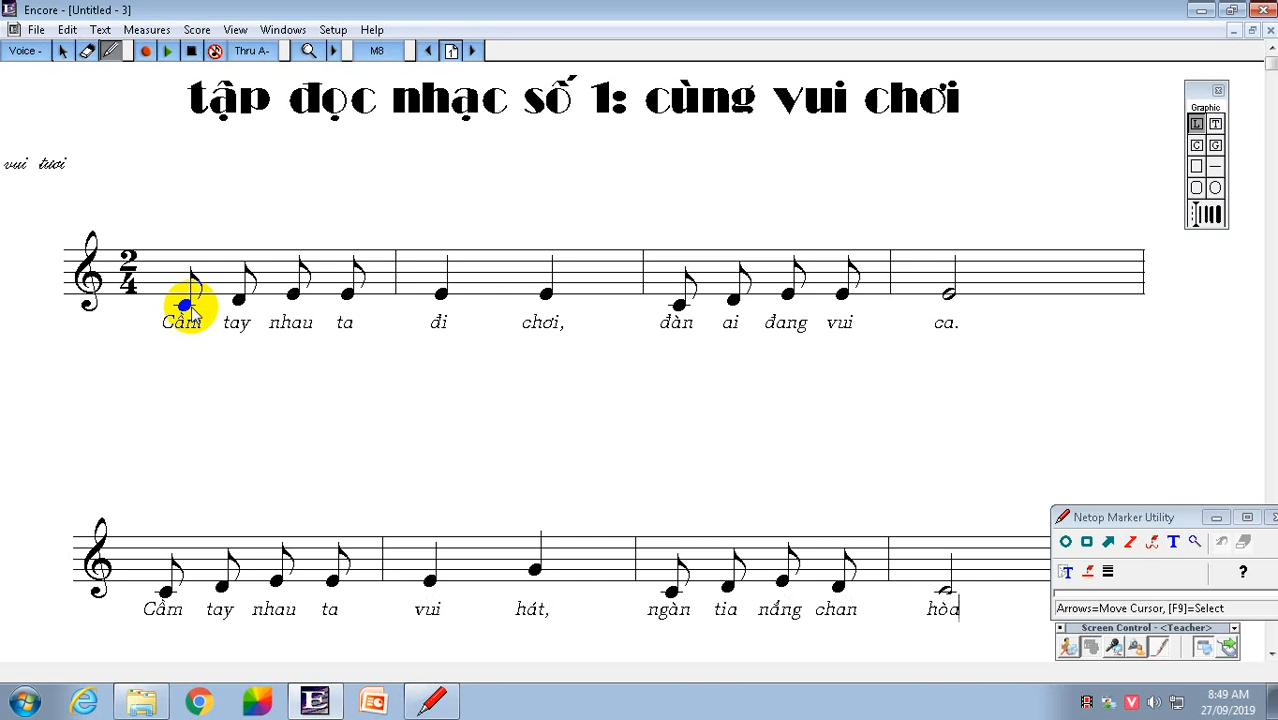 Encore - [Untitled - 3]
File Edit Text Measures Score View Windows Setup Help
Voice - Thru A- M8
tập đọc nhạc số 1: cùng vui chơi
Graphic
L T
C G
vui tươi
2
4
Cầm tay nhau ta đi chơi, đàn ai đang vui ca.
Cầm tay nhau ta vui hát, ngàn tia nắng chan hòa
Netop Marker Utility
T
T ?
Arrows=Move Cursor, [F9]=Select
Screen Control - <Teacher>
8:49 AM
27/09/2019